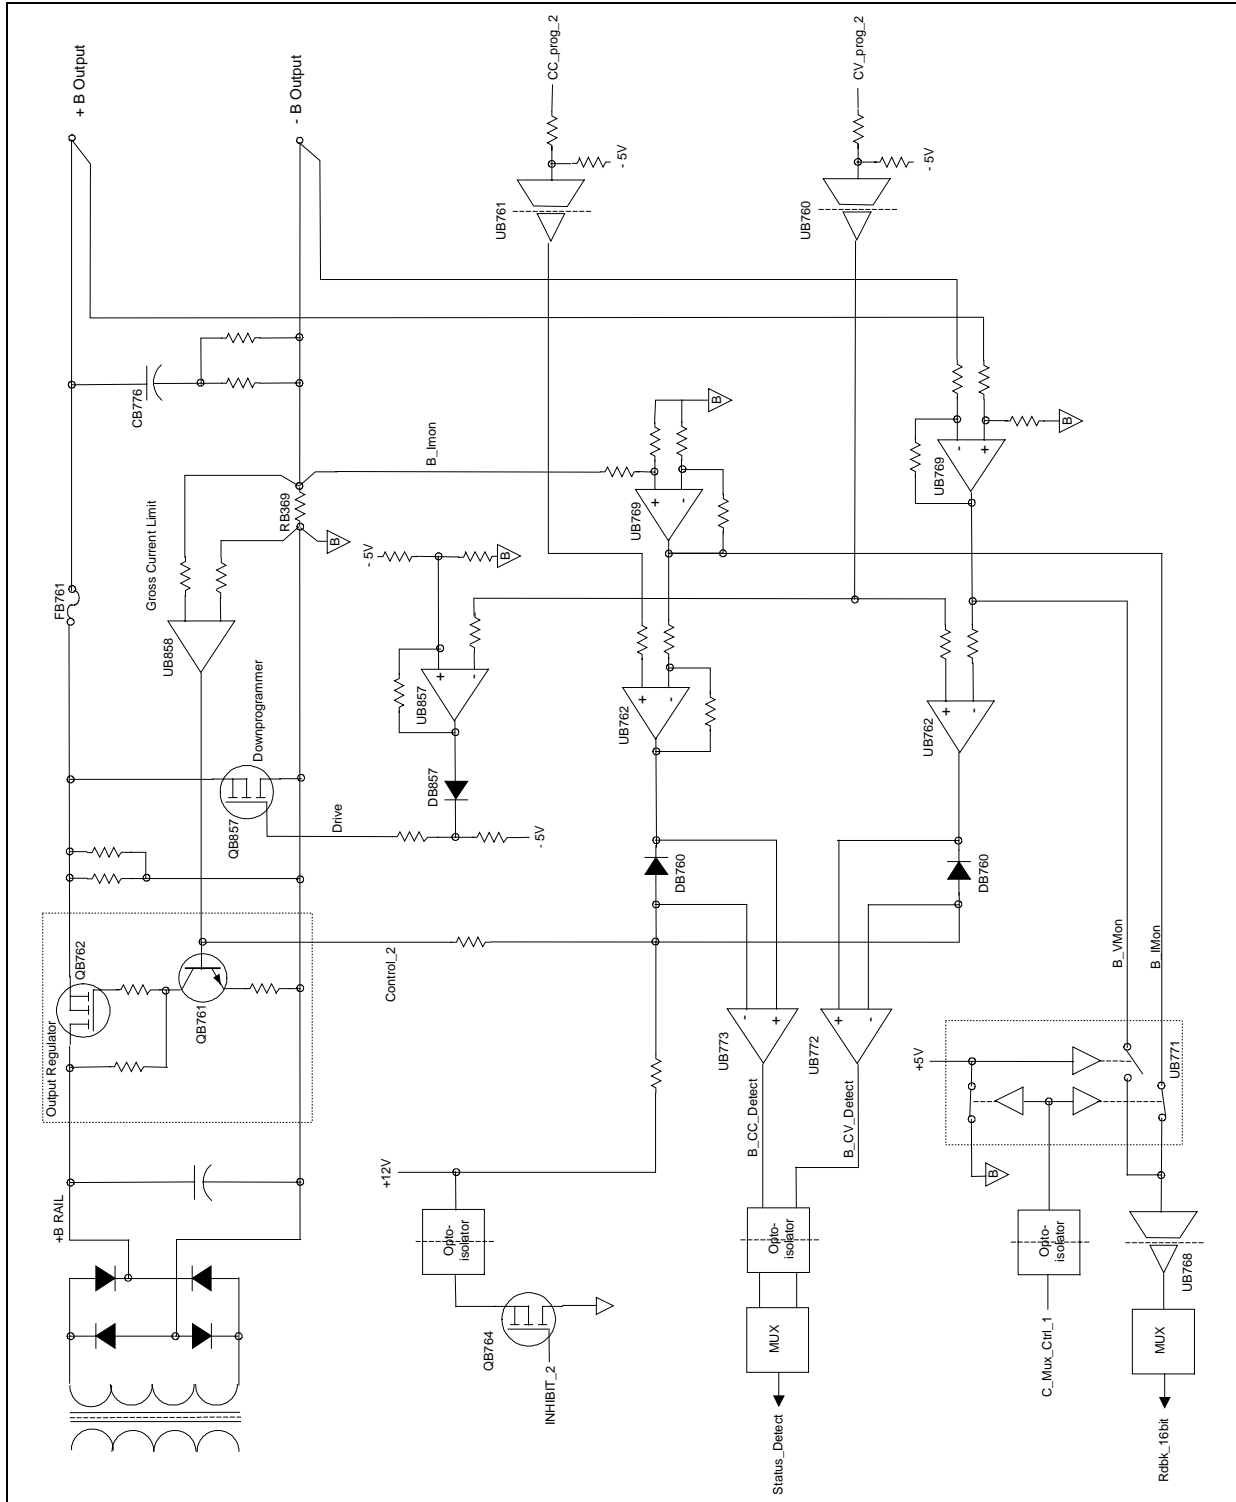 + B Output
- B Output
CC_prog_2
CV_prog_2
- 5V
- 5V
UB761
UB760
CB776
B_Imon
B
B
UB769
UB769
RB369
B
Gross Current Limit
FB761
- 5V
B
UB858
UB857
UB762
UB762
Downprogrammer
QB857
Drive
DB857
- 5V
DB760
DB760
Output Regulator
QB762
QB761
Control_2
UB773
UB772
B_VMon
B_IMon
+5V
UB771
B
B_CC_Detect
B_CV_Detect
+B RAIL
+12V
Opto-
isolator
Opto-
isolator
Opto-
isolator
UB768
QB764
INHIBIT_2
MUX
MUX
C_Mux_Ctrl_1
Status_Detect
Rdbk_16bit
+
-
+
-
+
-
-
+
+
-
-
+
+
-